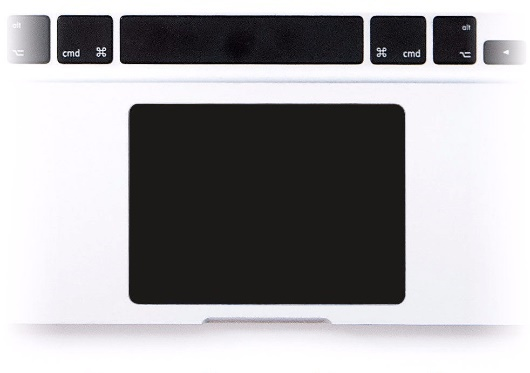 alt
⌥
cmd ⌘
⌘ cmd
alt
⌥
◄